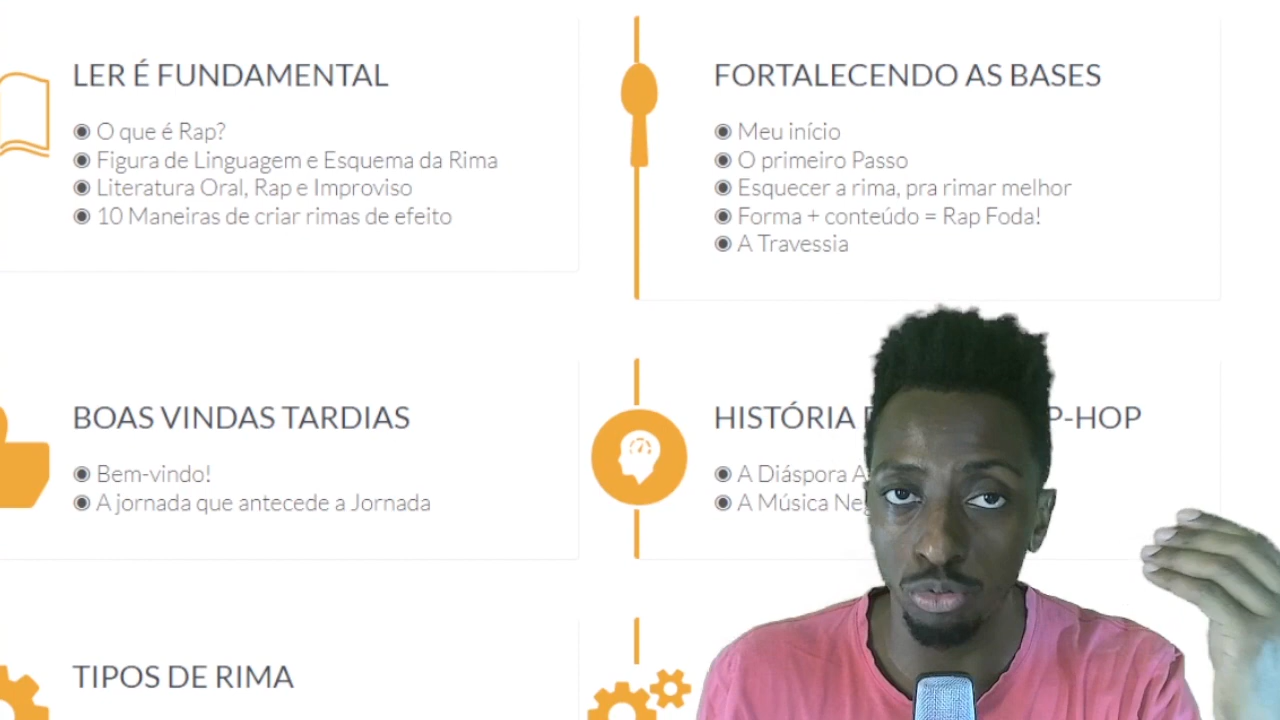 LER É FUNDAMENTAL
◉ O que é Rap?
◉ Figura de Linguagem e Esquema da Rima
◉ Literatura Oral, Rap e Improviso
◉ 10 Maneiras de criar rimas de efeito
FORTALECENDO AS BASES
◉ Meu início
◉ O primeiro Passo
◉ Esquecer a rima, pra rimar melhor
◉ Forma + conteúdo = Rap Foda!
◉ A Travessia
BOAS VINDAS TARDIAS
◉ Bem-vindo!
◉ A jornada que antecede a Jornada
HISTÓRIA P-HOP
◉ A Diáspora
◉ A Música
TIPOS DE RIMA